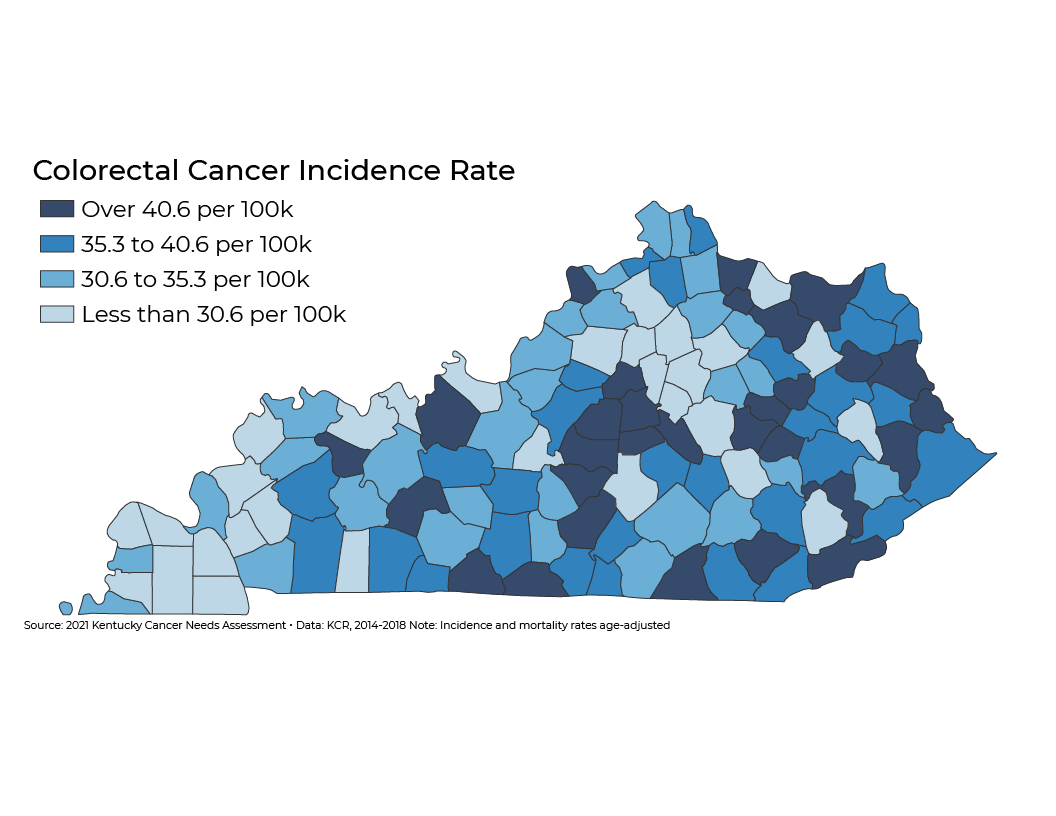 Colorectal Cancer Incidence Rate
Over 40.6 per 100k
35.3 to 40.6 per 100k
30.6 to 35.3 per 100k
Less than 30.6 per 100k
Source: 2021 Kentucky Cancer Needs Assessment • Data: KCR, 2014-2018 Note: Incidence and mortality rates age-adjusted